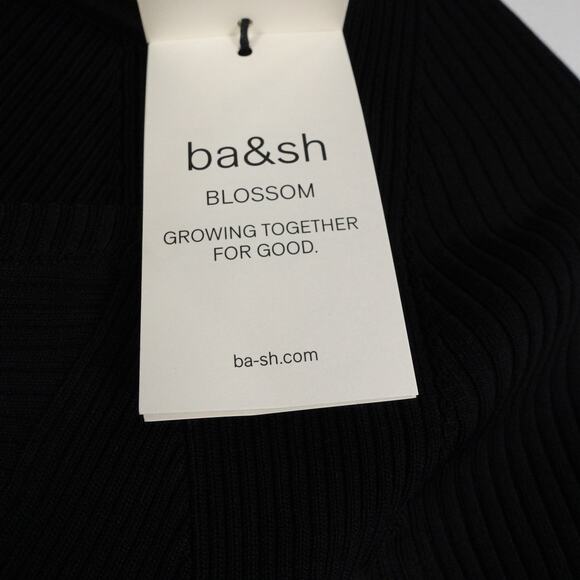 ba&sh
BLOSSOM
GROWING TOGETHER
FOR GOOD.
ba-sh.com